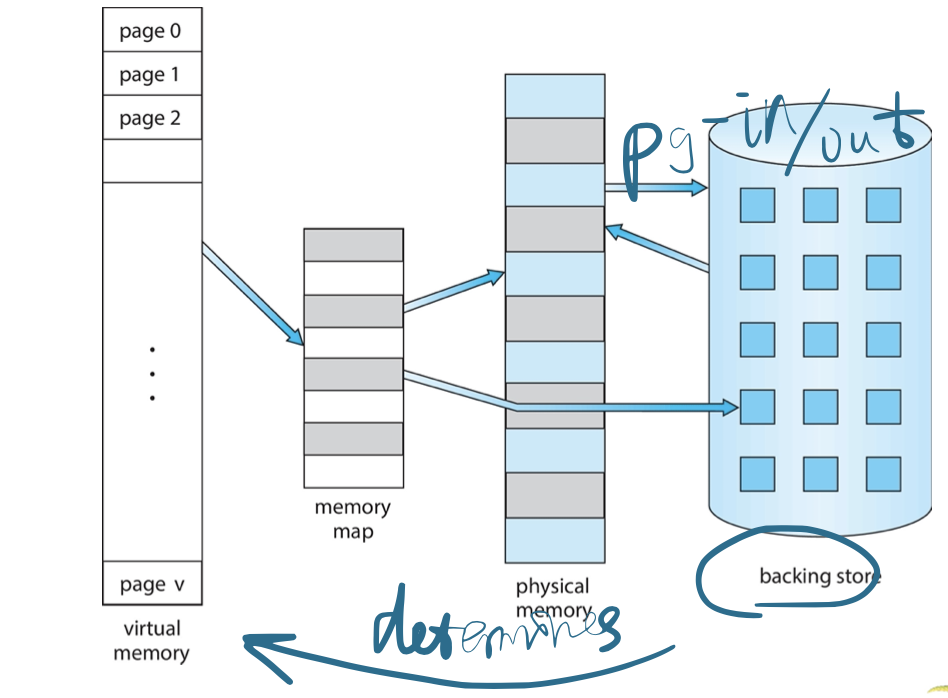 page 0
page 1
page 2
page v
virtual
memory
memory
map
physical
memory
pg-in/out
backing store
determines